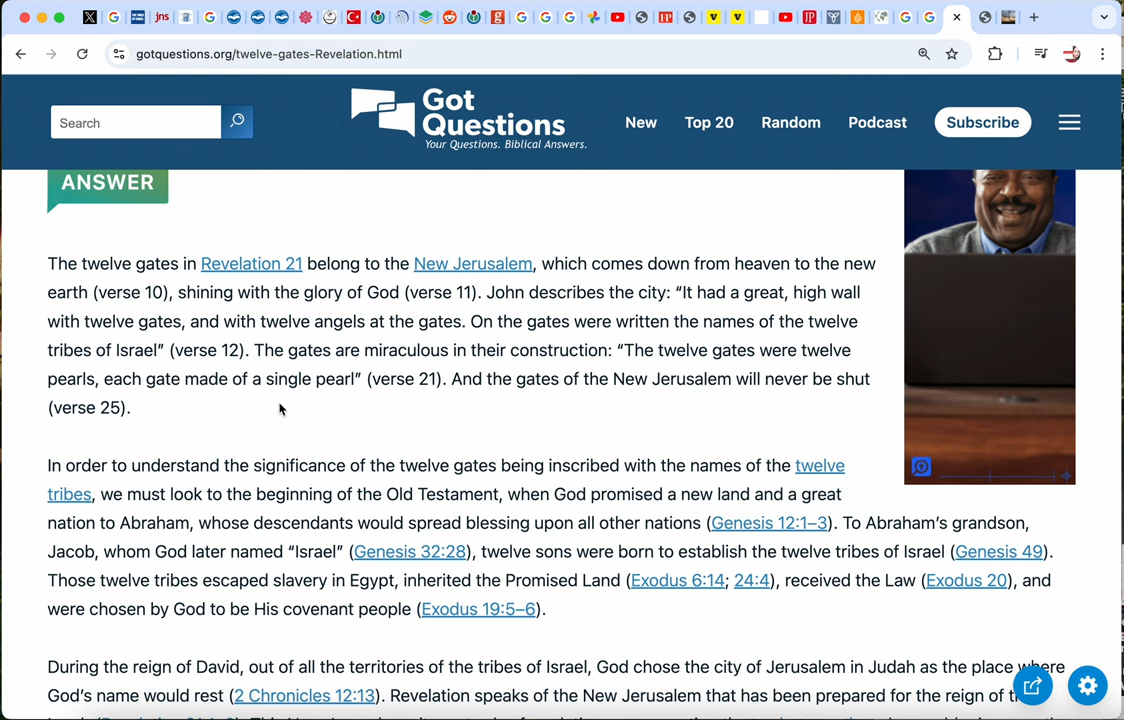 gotquestions.org/twelve-gates-Revelation.html
Search
Got
Questions
Your Questions. Biblical Answers.
New
Top 20
Random
Podcast
Subscribe
ANSWER
The twelve gates in Revelation 21 belong to the New Jerusalem, which comes down from heaven to the new
earth (verse 10), shining with the glory of God (verse 11). John describes the city: “It had a great, high wall
with twelve gates, and with twelve angels at the gates. On the gates were written the names of the twelve
tribes of Israel” (verse 12). The gates are miraculous in their construction: “The twelve gates were twelve
pearls, each gate made of a single pearl” (verse 21). And the gates of the New Jerusalem will never be shut
(verse 25).
In order to understand the significance of the twelve gates being inscribed with the names of the twelve
tribes, we must look to the beginning of the Old Testament, when God promised a new land and a great
nation to Abraham, whose descendants would spread blessing upon all other nations (Genesis 12:1–3). To Abraham’s grandson,
Jacob, whom God later named “Israel” (Genesis 32:28), twelve sons were born to establish the twelve tribes of Israel (Genesis 49).
Those twelve tribes escaped slavery in Egypt, inherited the Promised Land (Exodus 6:14; 24:4), received the Law (Exodus 20), and
were chosen by God to be His covenant people (Exodus 19:5–6).
During the reign of David, out of all the territories of the tribes of Israel, God chose the city of Jerusalem in Judah as the place where
God’s name would rest (2 Chronicles 12:13). Revelation speaks of the New Jerusalem that has been prepared for the reign of